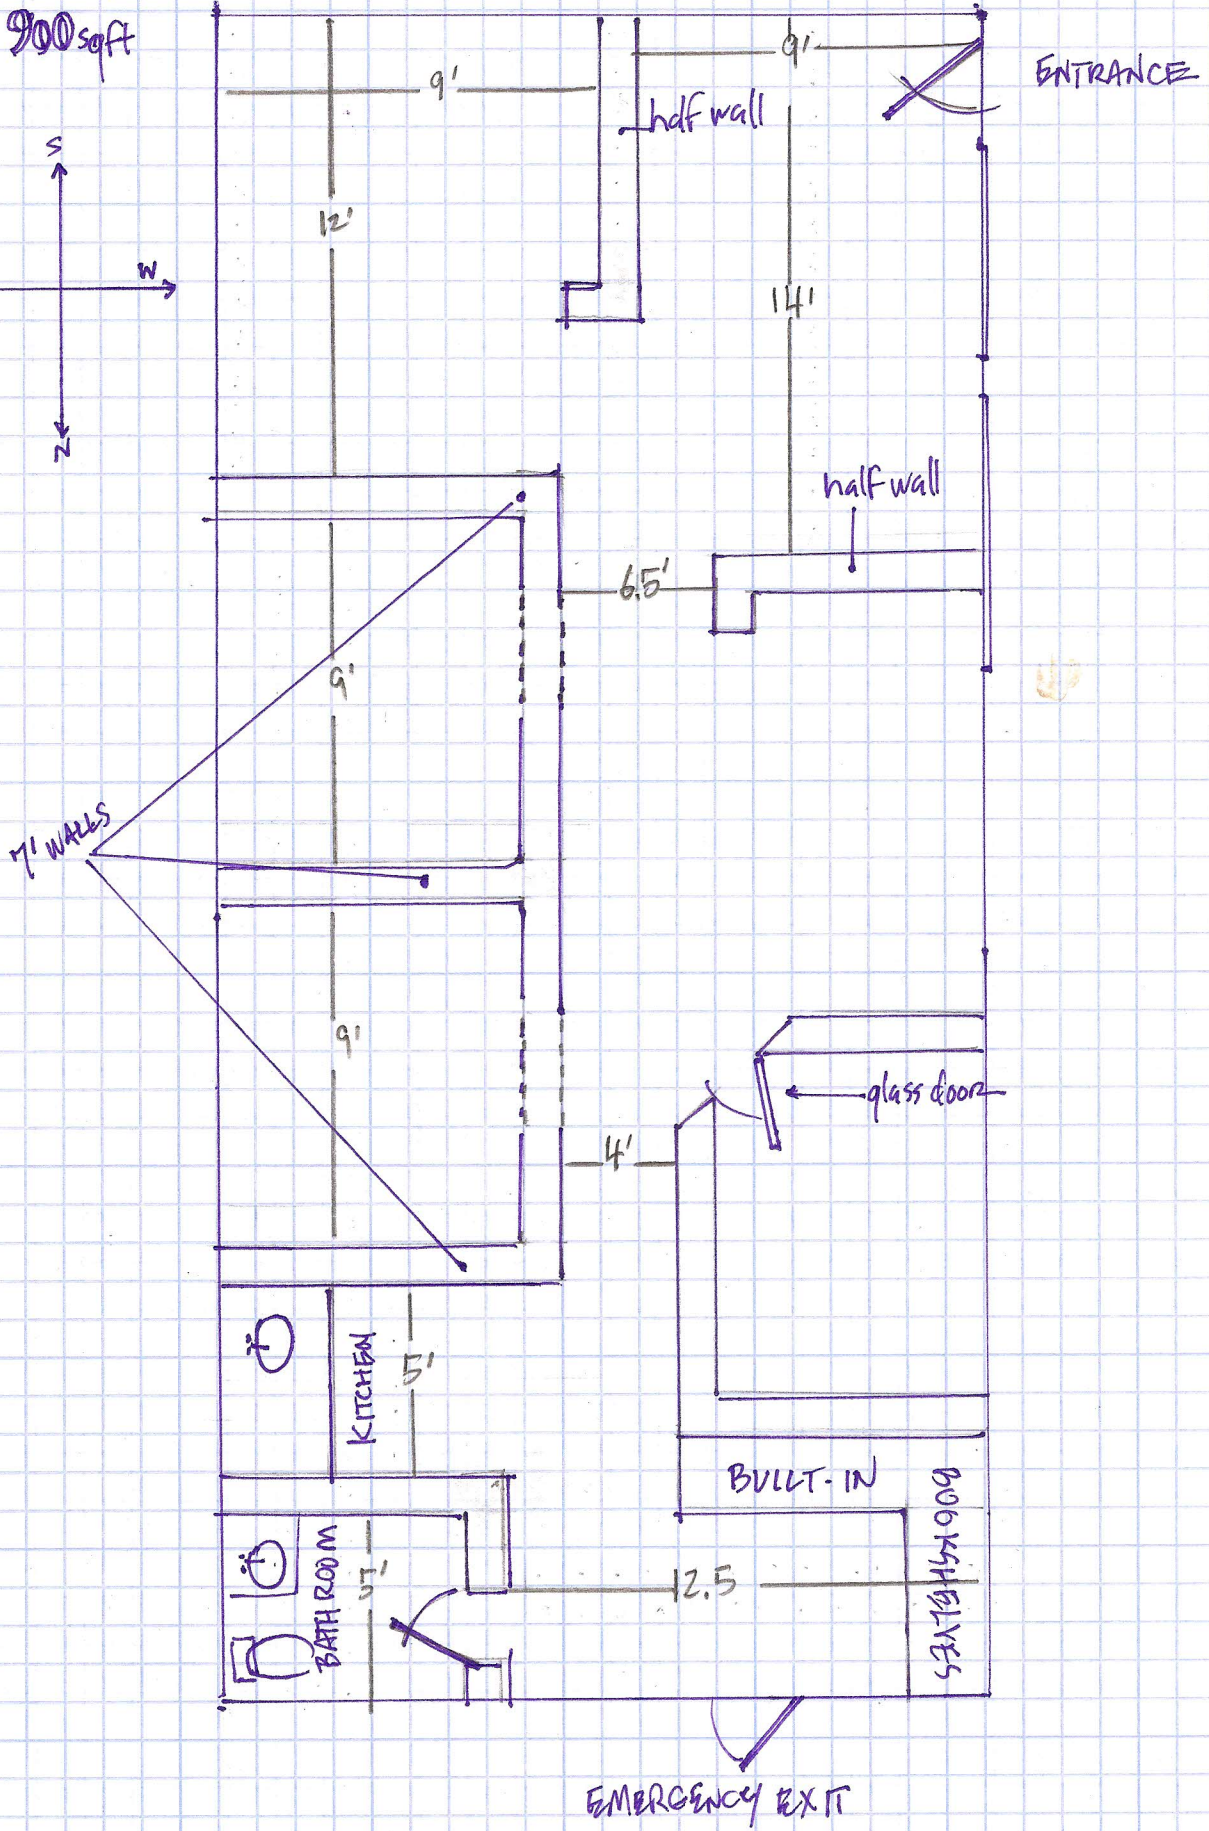 900 sqft
9'
9'
ENTRANCE
half wall
S
12'
W
14'
N
half wall
6.5'
9'
7' WALLS
9'
glass door
4'
KITCHEN
5'
BUILT-IN
BOOKSHELVES
BATHROOM
5'
12.5
EMERGENCY EXIT